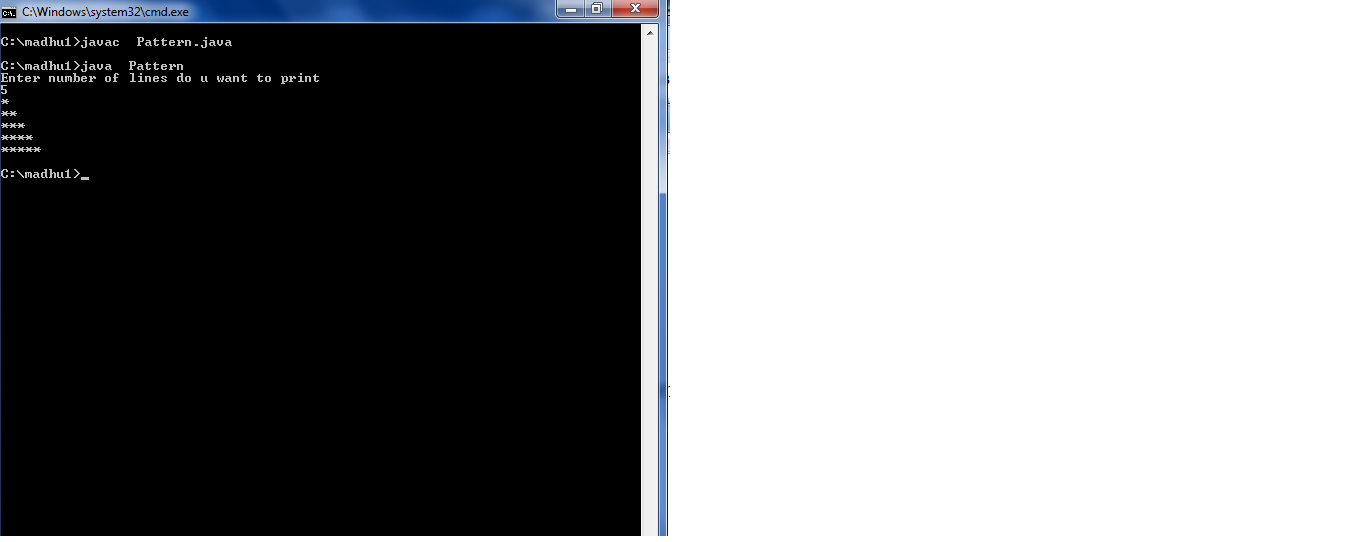 C:\Windows\system32\cmd.exe
C:\madhu1>javac  Pattern.java
C:\madhu1>java  Pattern
Enter number of lines do u want to print
5
*
**
***
****
*****
C:\madhu1>_